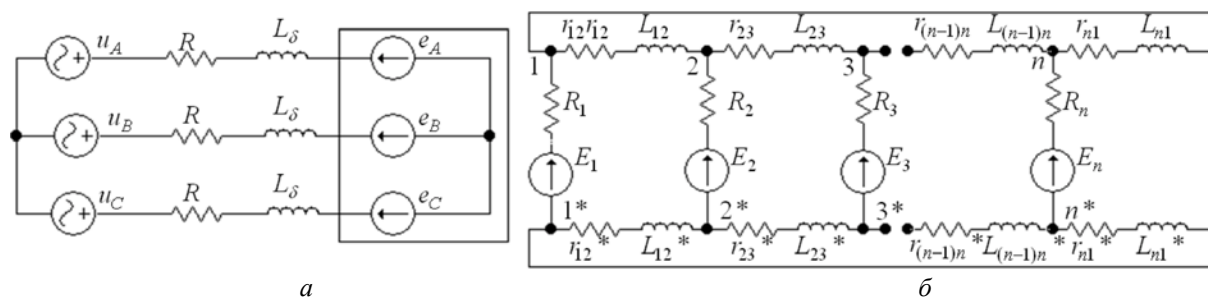 u_A R L_δ e_A
u_B R L_δ e_B
u_C R L_δ e_C
а
r_12 r_12 L_12 r_23 L_23 r_(n-1)n L_(n-1)n r_n1 L_n1
1 2 3 n
R_1 R_2 R_3 R_n
E_1 E_2 E_3 E_n
1* 2* 3* n*
r_12* L_12* r_23* L_23* r_(n-1)n* L_(n-1)n* r_n1* L_n1*
б